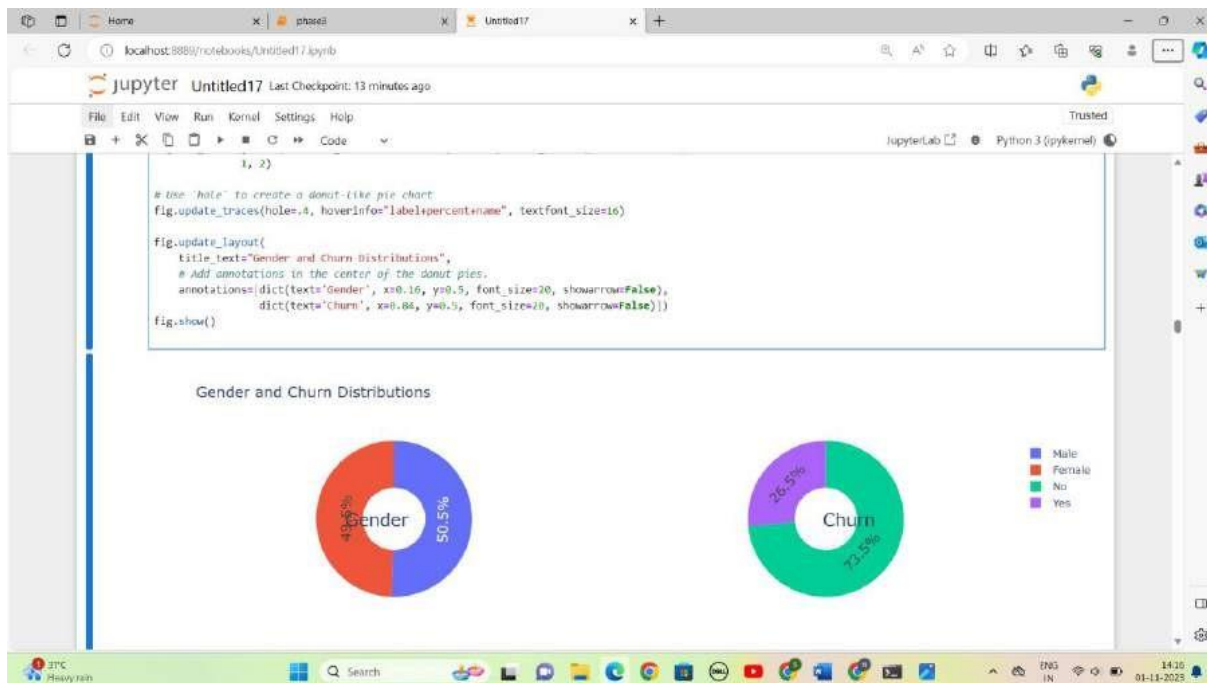 Home
phase3
Untitled17
localhost:8889/notebooks/Untitled17.ipynb
jupyter Untitled17 Last Checkpoint: 13 minutes ago
File Edit View Run Kernel Settings Help
Trusted
Code
JupyterLab
Python 3 (ipykernel)
1, 2)
# Use `hole` to create a donut-like pie chart
fig.update_traces(hole=.4, hoverinfo="label+percent+name", textfont_size=16)
fig.update_layout(
title_text="Gender and Churn Distributions",
# Add annotations in the center of the donut pies.
annotations=[dict(text='Gender', x=0.16, y=0.5, font_size=20, showarrow=False),
dict(text='Churn', x=0.84, y=0.5, font_size=20, showarrow=False)])
fig.show()
Gender and Churn Distributions
49.5%
Gender
50.5%
26.5%
Churn
73.5%
Male
Female
No
Yes
31°C
Heavy rain
Search
ENG
IN
14:16
01-11-2023